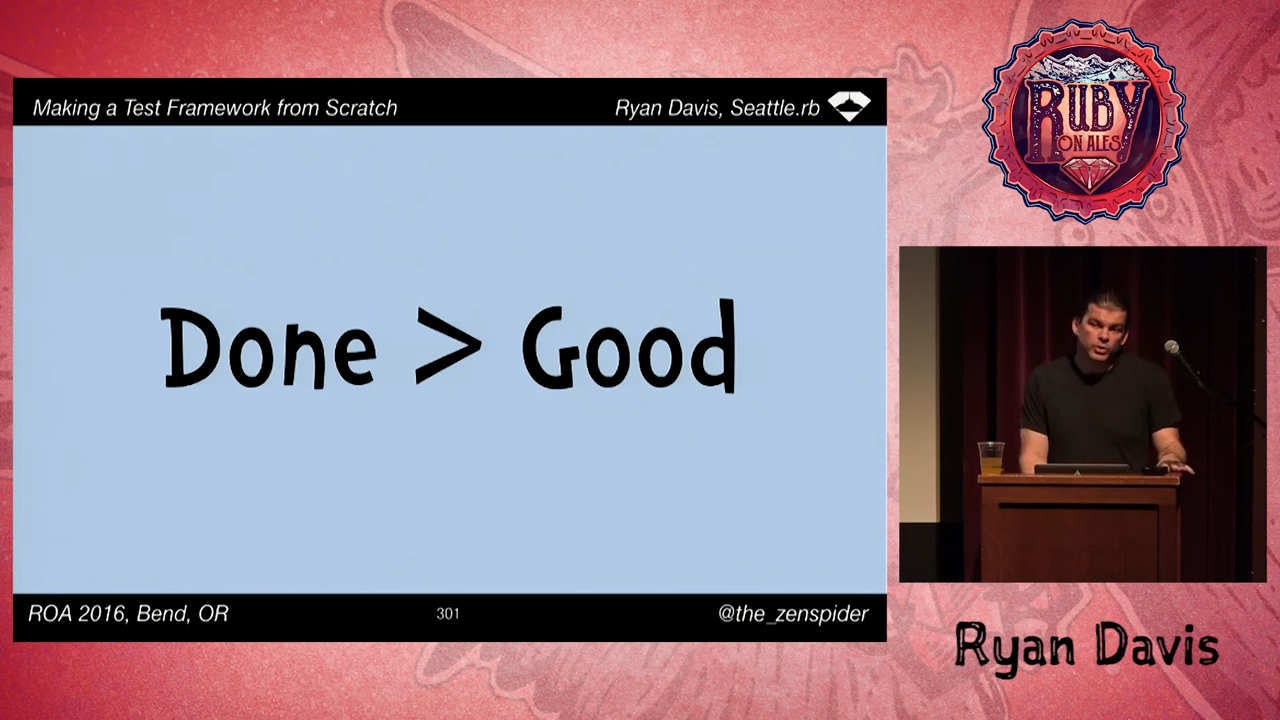 Making a Test Framework from Scratch
Ryan Davis, Seattle.rb
Done > Good
ROA 2016, Bend, OR
301
@the_zenspider
RUBY
ON ALES
Ryan Davis